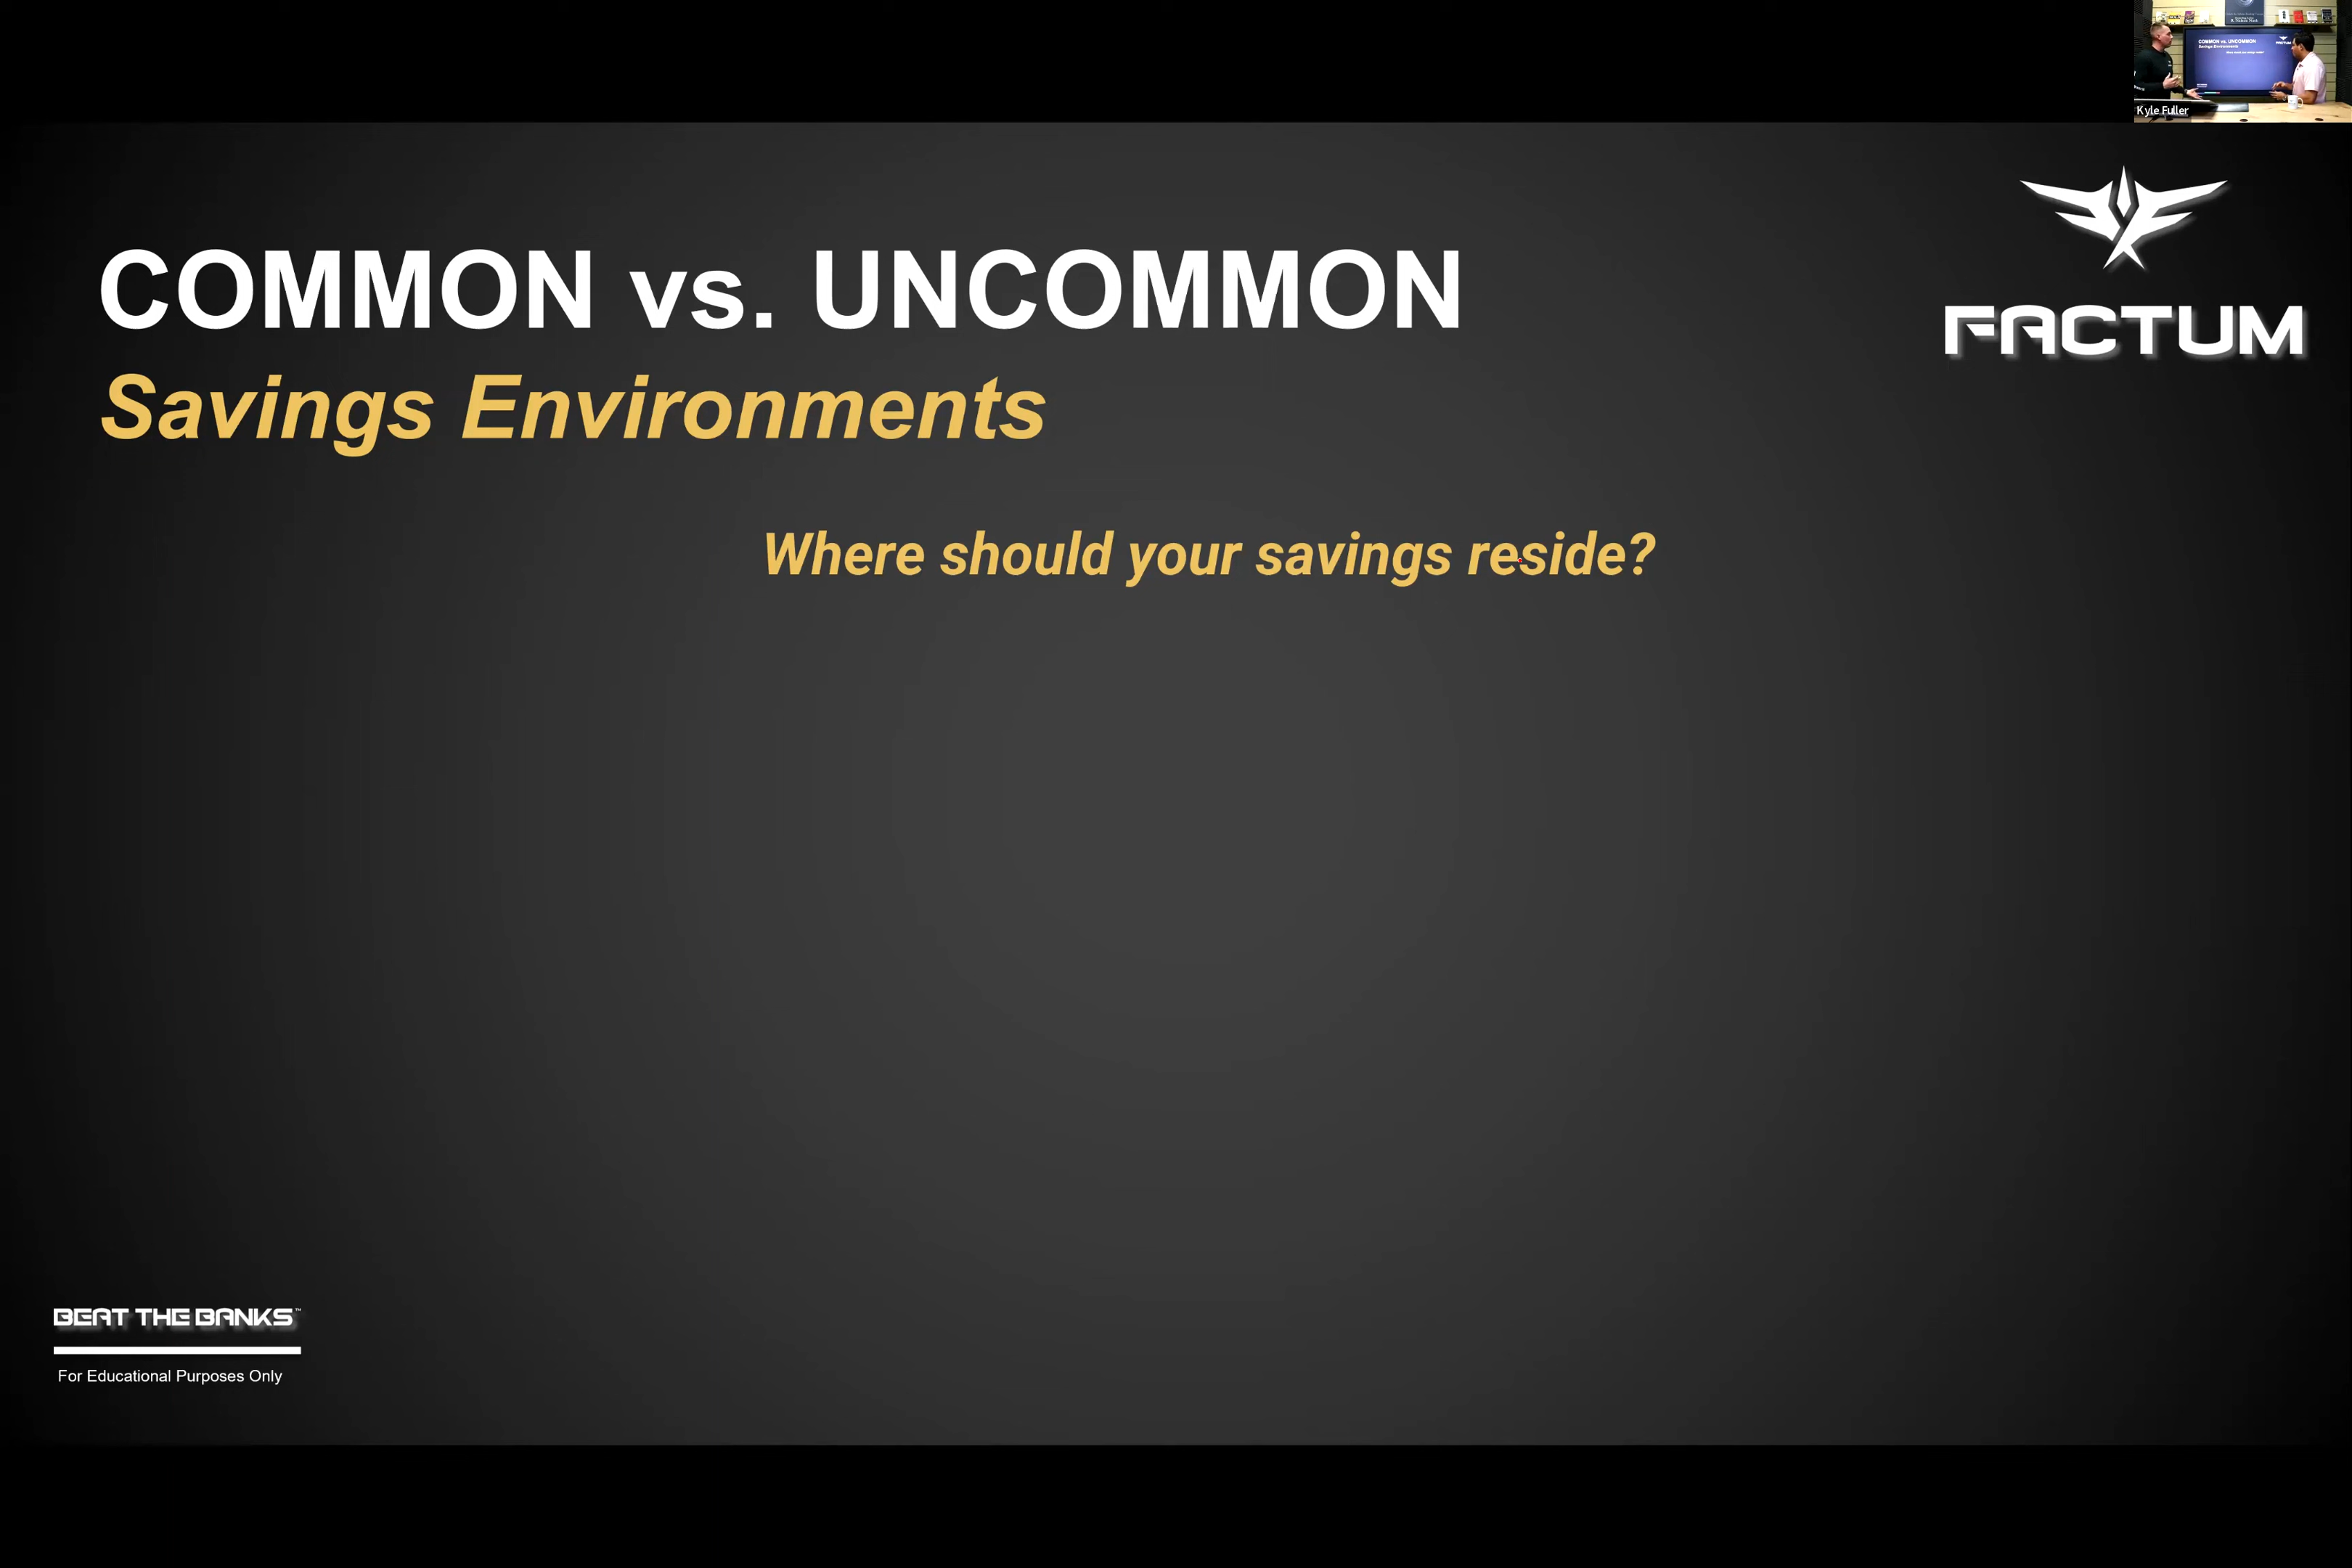 Kyle Fuller
FACTUM
COMMON vs. UNCOMMON
Savings Environments
Where should your savings reside?
BEAT THE BANKS™
For Educational Purposes Only